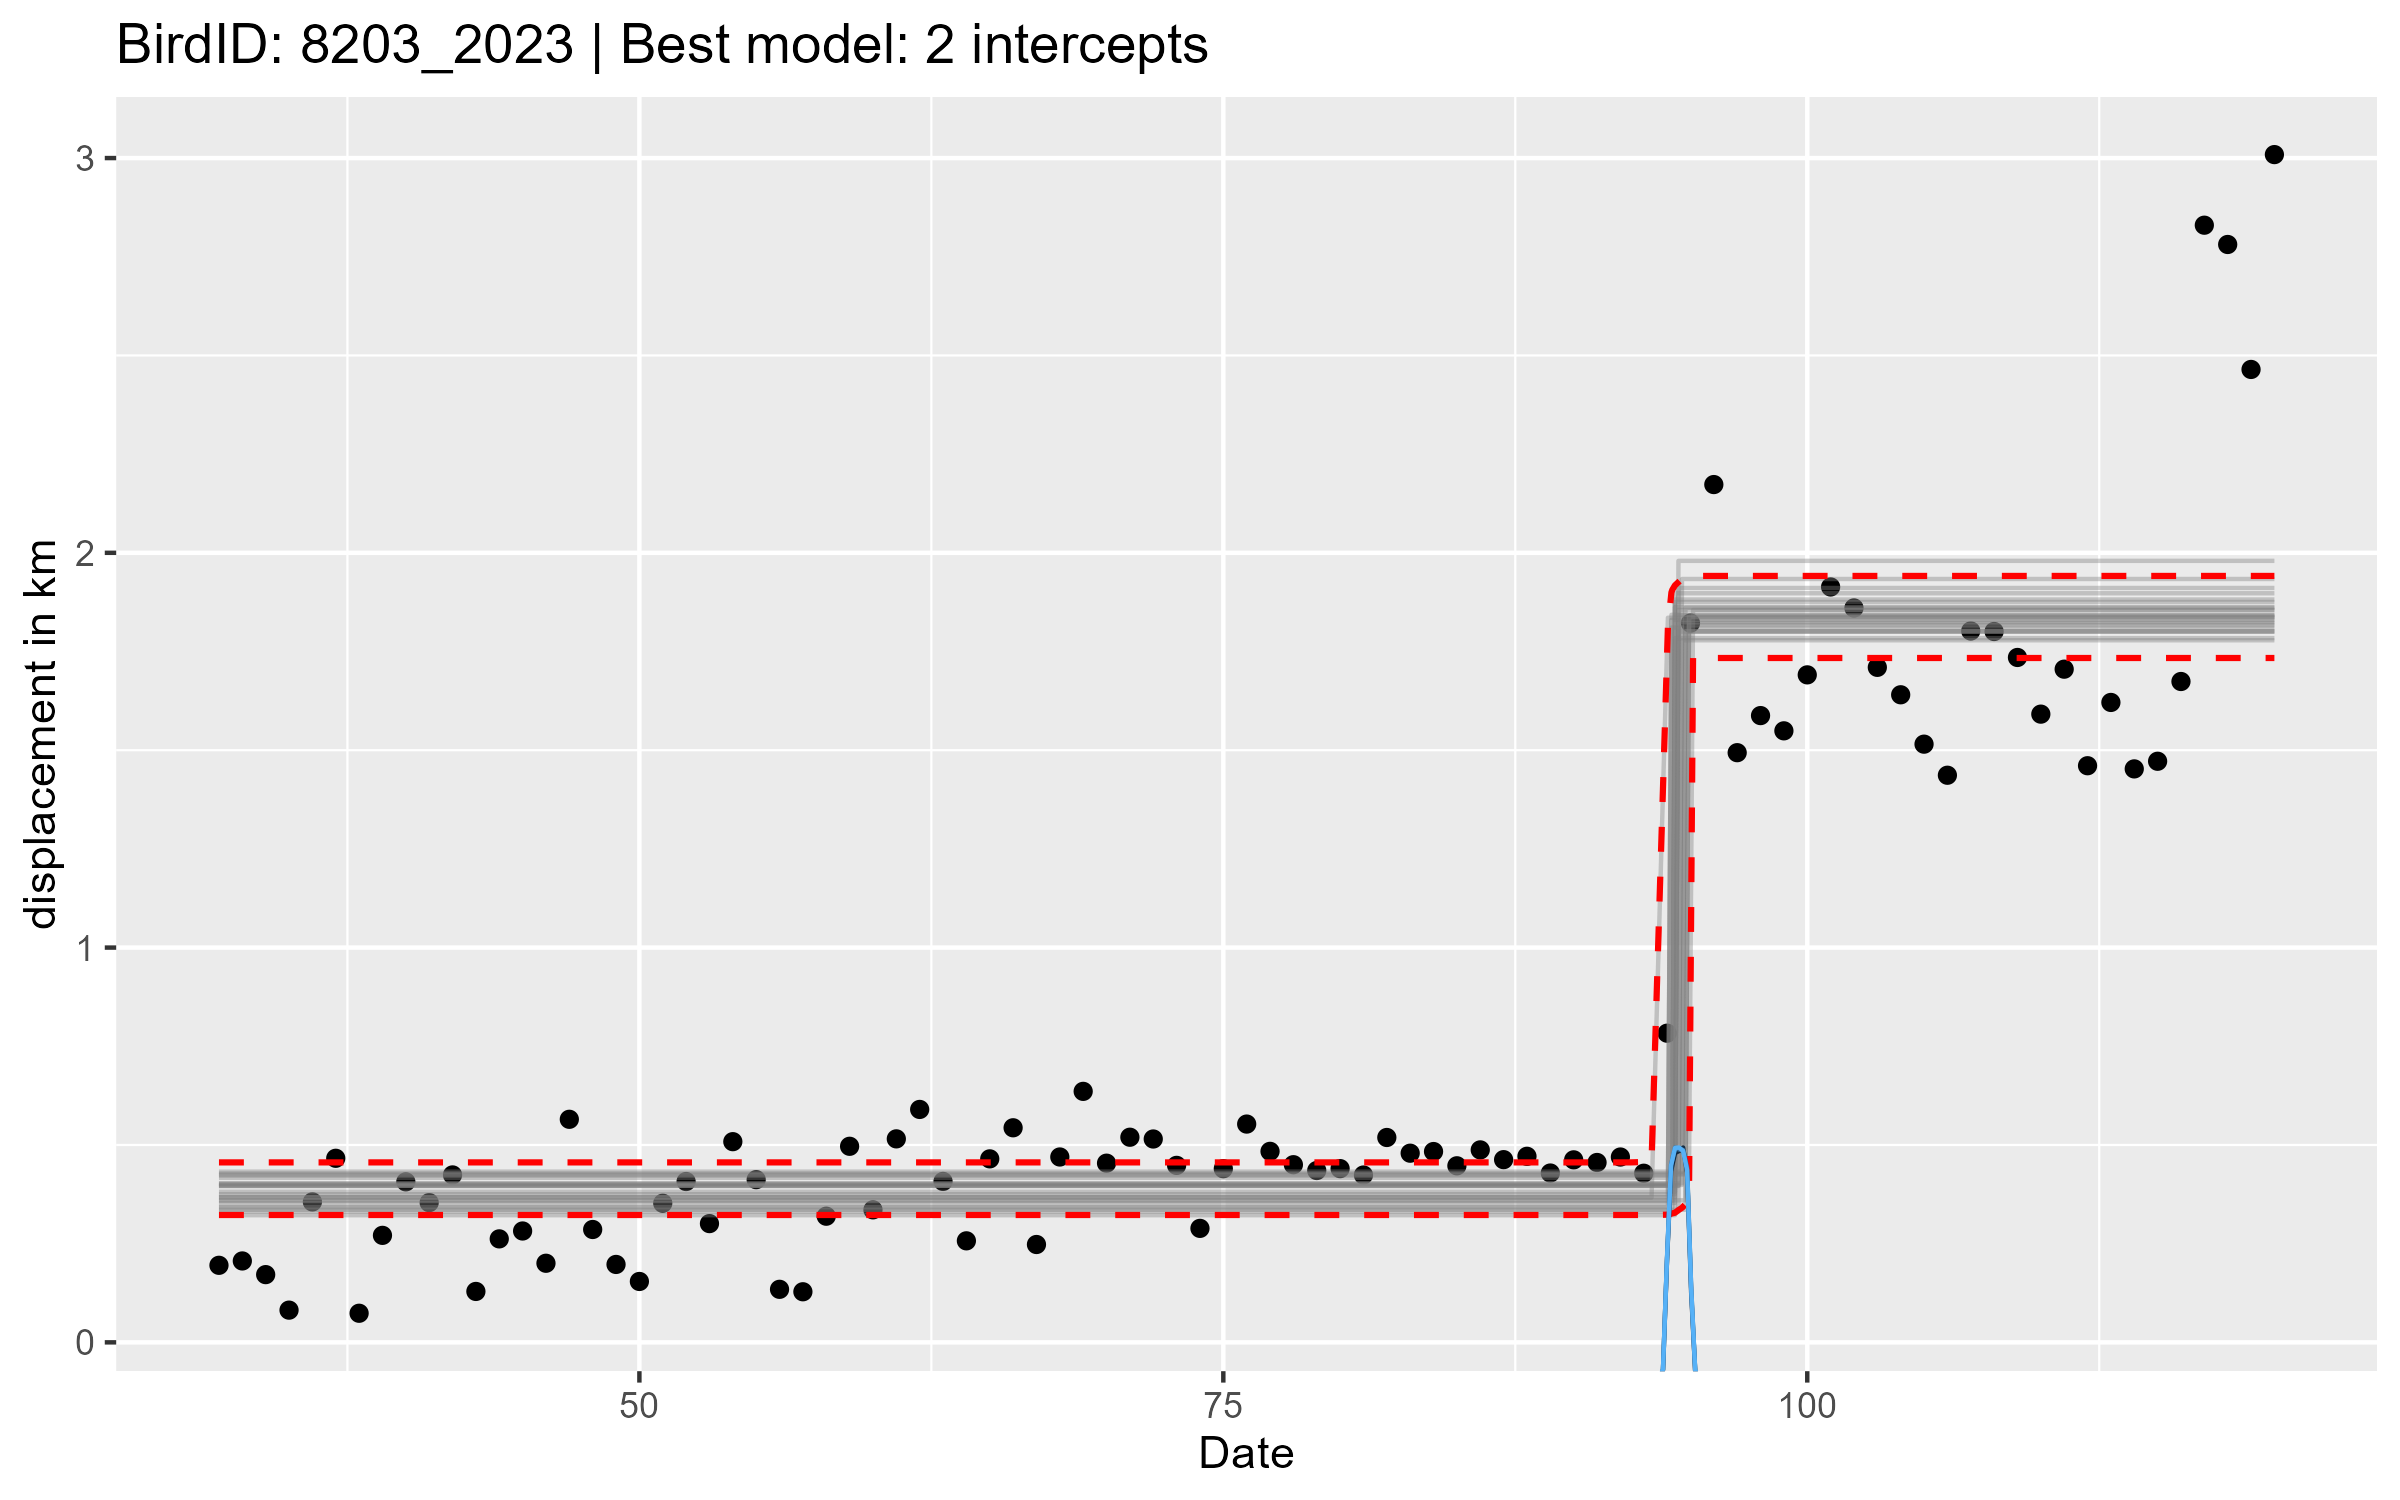 BirdID: 8203_2023 | Best model: 2 intercepts
displacement in km
3
2
1
0
50
75
100
Date